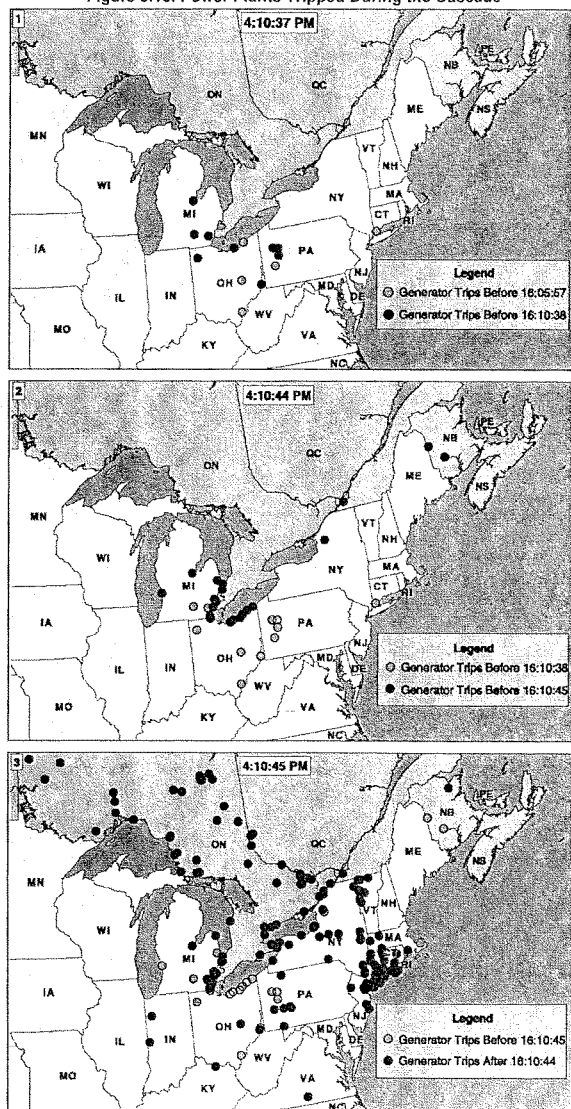 Figure 5.16. Power Plants Tripped During the Cascade
1
4:10:37 PM
ON
QC
NB
PE
ME
NS
MN
VT
NH
WI
MI
NY
MA
CT
RI
IA
PA
NJ
OH
MD
DE
IL
IN
WV
VA
MO
KY
NC
Legend
Generator Trips Before 16:05:57
Generator Trips Before 16:10:38
2
4:10:44 PM
ON
QC
NB
PE
ME
NS
MN
VT
NH
WI
MI
NY
MA
CT
RI
IA
PA
NJ
OH
MD
DE
IL
IN
WV
VA
MO
KY
NC
Legend
Generator Trips Before 16:10:38
Generator Trips Before 16:10:45
3
4:10:45 PM
ON
QC
NB
PE
ME
NS
MN
VT
NH
WI
MI
NY
MA
CT
RI
IA
PA
NJ
OH
MD
DE
IL
IN
WV
VA
MO
KY
NC
Legend
Generator Trips Before 16:10:45
Generator Trips After 16:10:44